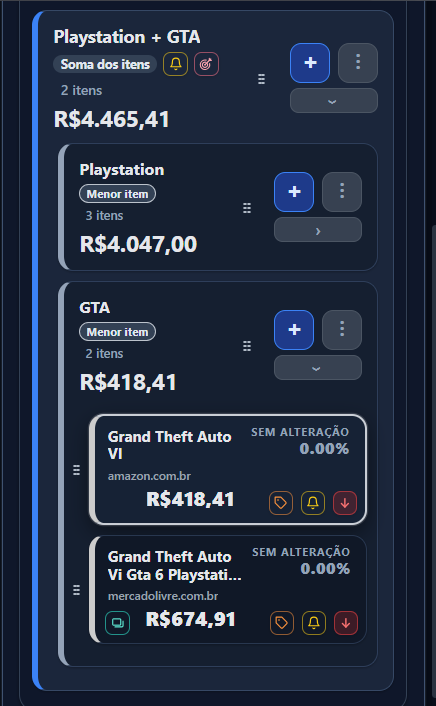 Playstation + GTA
Soma dos itens
2 itens
R$4.465,41
Playstation
Menor item
3 itens
R$4.047,00
GTA
Menor item
2 itens
R$418,41
Grand Theft Auto
VI
SEM ALTERAÇÃO
0.00%
amazon.com.br
R$418,41
Grand Theft Auto
Vi Gta 6 Playstati...
SEM ALTERAÇÃO
0.00%
mercadolivre.com.br
R$674,91